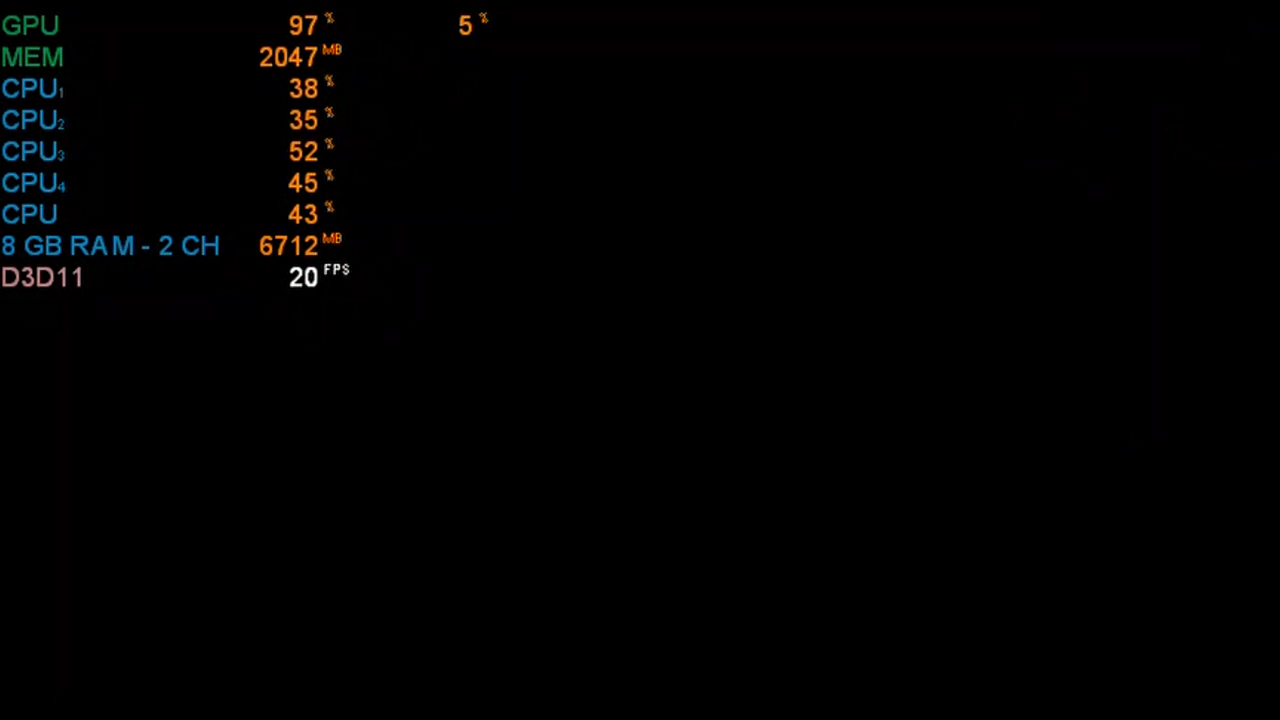 GPU 97 % 5 %
MEM 2047 MB
CPU1 38 %
CPU2 35 %
CPU3 52 %
CPU4 45 %
CPU 43 %
8 GB RAM - 2 CH 6712 MB
D3D11 20 FPS